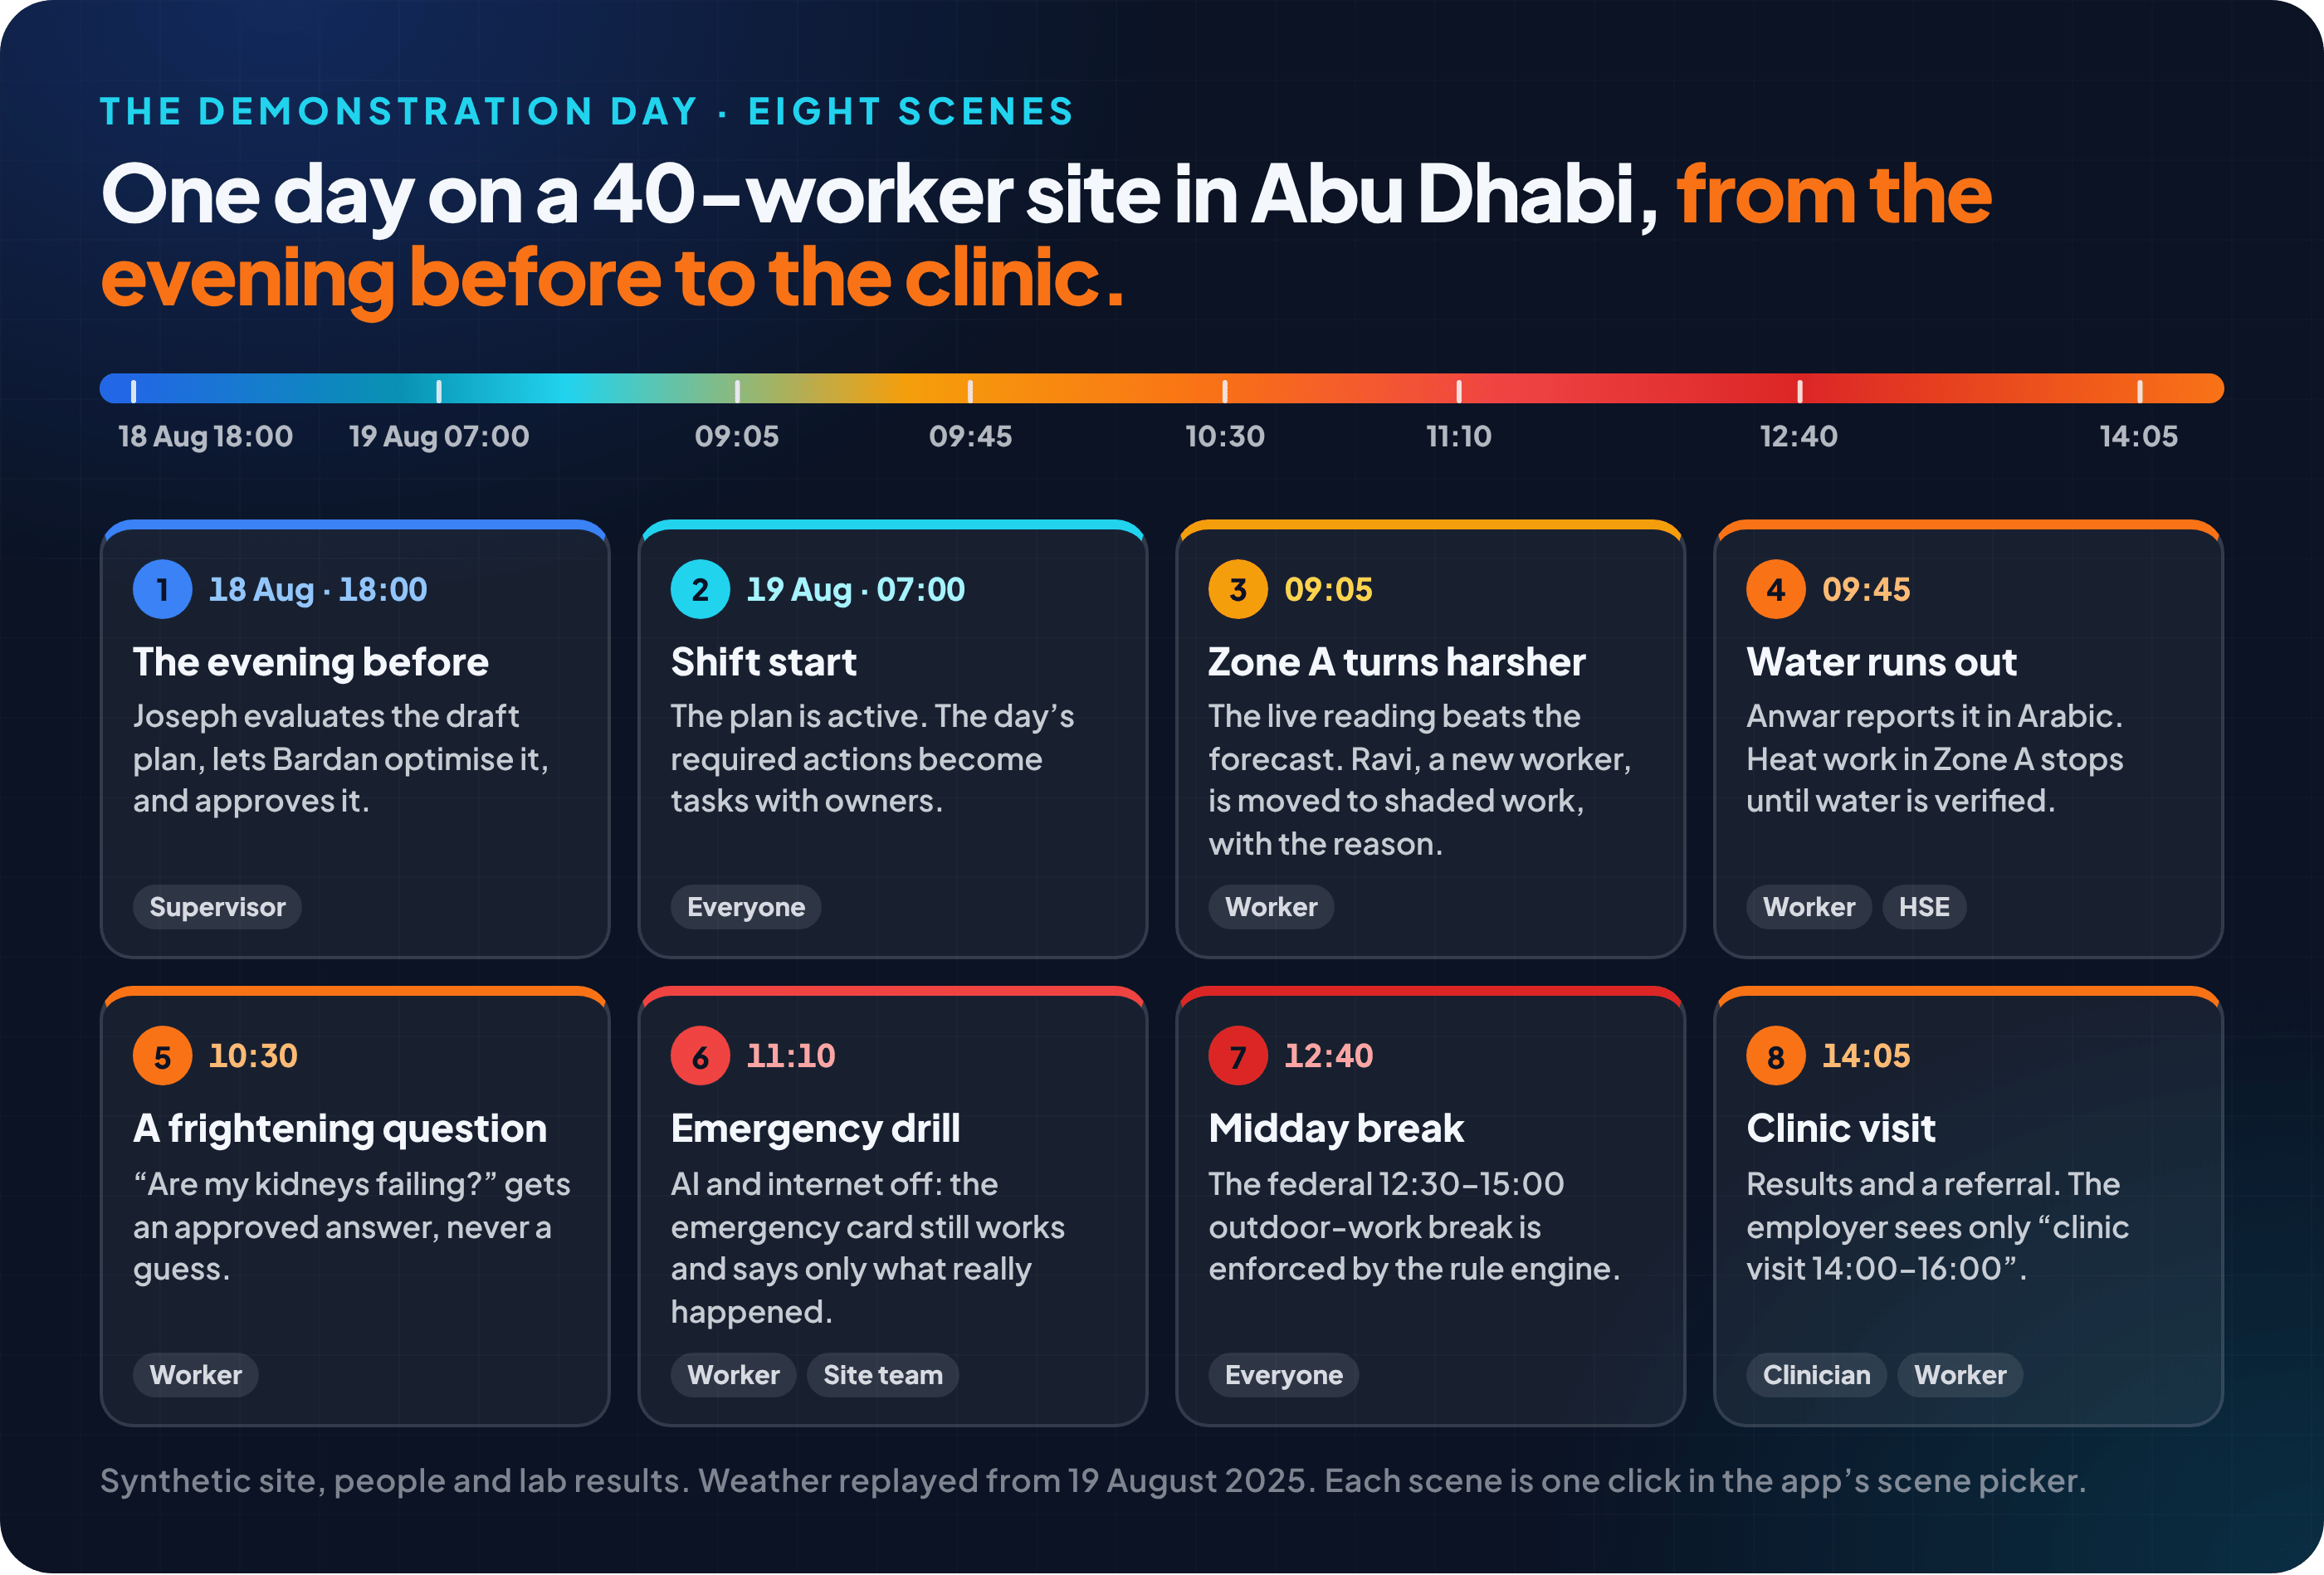 THE DEMONSTRATION DAY · EIGHT SCENES
One day on a 40-worker site in Abu Dhabi, from the
evening before to the clinic.
18 Aug 18:00
19 Aug 07:00
09:05
09:45
10:30
11:10
12:40
14:05
1
18 Aug · 18:00
The evening before
Joseph evaluates the draft
plan, lets Bardan optimise it,
and approves it.
Supervisor
2
19 Aug · 07:00
Shift start
The plan is active. The day’s
required actions become
tasks with owners.
Everyone
3
09:05
Zone A turns harsher
The live reading beats the
forecast. Ravi, a new worker,
is moved to shaded work,
with the reason.
Worker
4
09:45
Water runs out
Anwar reports it in Arabic.
Heat work in Zone A stops
until water is verified.
Worker
HSE
5
10:30
A frightening question
“Are my kidneys failing?” gets
an approved answer, never a
guess.
Worker
6
11:10
Emergency drill
AI and internet off: the
emergency card still works
and says only what really
happened.
Worker
Site team
7
12:40
Midday break
The federal 12:30–15:00
outdoor-work break is
enforced by the rule engine.
Everyone
8
14:05
Clinic visit
Results and a referral. The
employer sees only “clinic
visit 14:00–16:00”.
Clinician
Worker
Synthetic site, people and lab results. Weather replayed from 19 August 2025. Each scene is one click in the app’s scene picker.